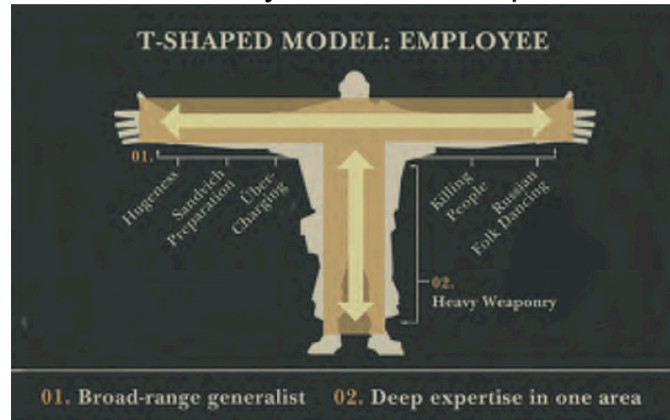 T-SHAPED MODEL: EMPLOYEE
01.
Hugeness
Sandvich
Preparation
Über-
Charging
Killing
People
Russian
Folk Dancing
02.
Heavy Weaponry
01. Broad-range generalist 02. Deep expertise in one area